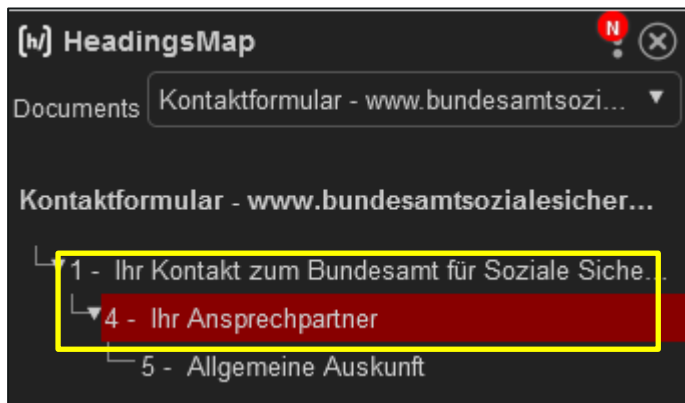 [h/] HeadingsMap N
Documents Kontaktformular - www.bundesamtsozi...
Kontaktformular - www.bundesamtsozialesicher...
1 - Ihr Kontakt zum Bundesamt für Soziale Siche...
4 - Ihr Ansprechpartner
5 - Allgemeine Auskunft